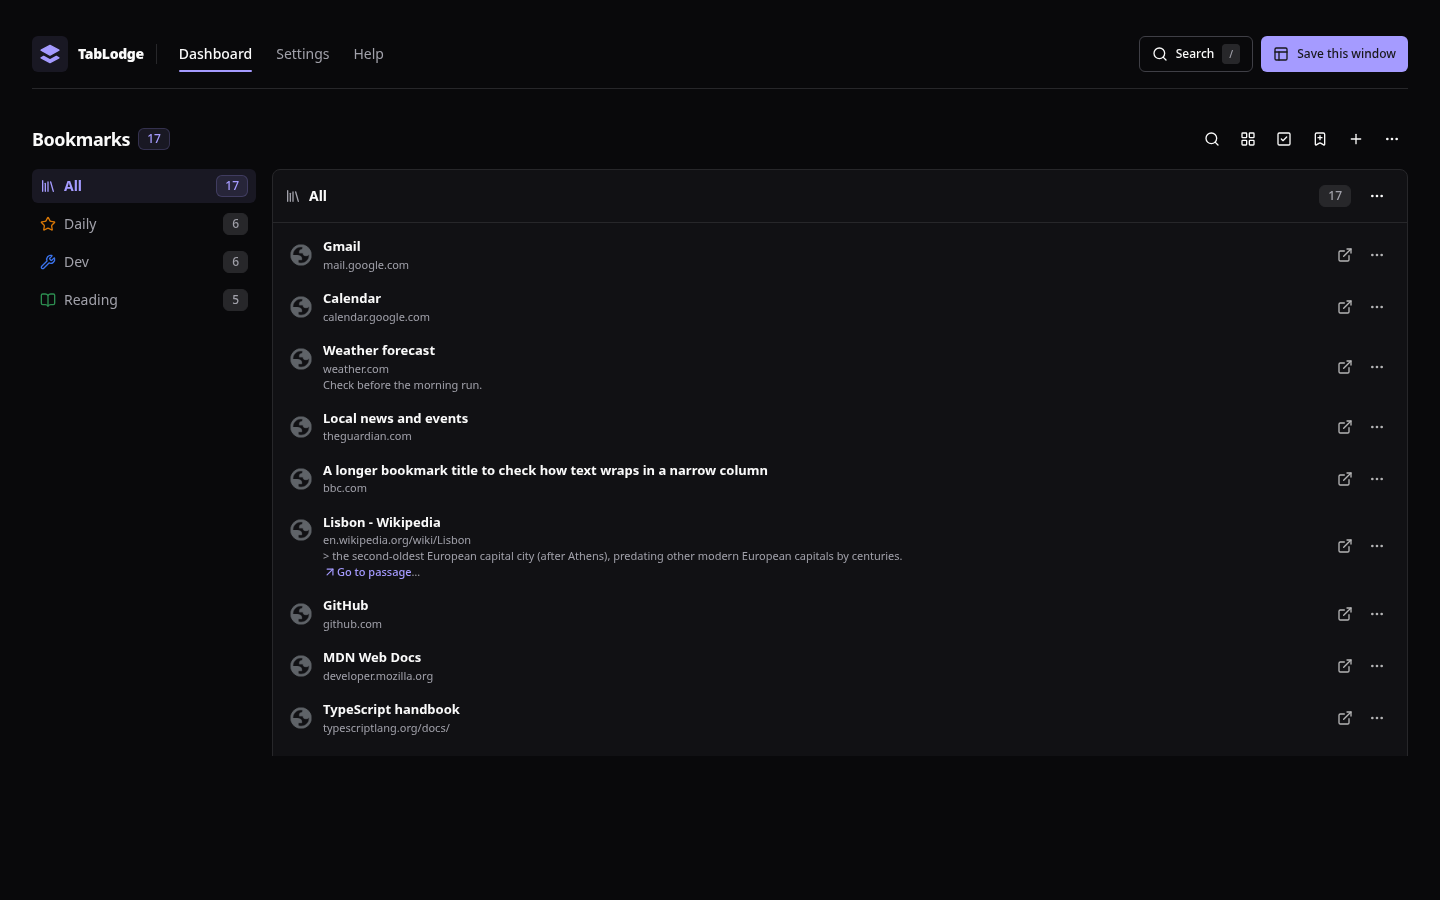 TabLodge
Dashboard
Settings
Help
Search /
Save this window
Bookmarks 17
All 17
Daily 6
Dev 6
Reading 5
All 17
Gmail
mail.google.com
Calendar
calendar.google.com
Weather forecast
weather.com
Check before the morning run.
Local news and events
theguardian.com
A longer bookmark title to check how text wraps in a narrow column
bbc.com
Lisbon - Wikipedia
en.wikipedia.org/wiki/Lisbon
> the second-oldest European capital city (after Athens), predating other modern European capitals by centuries.
Go to passage...
GitHub
github.com
MDN Web Docs
developer.mozilla.org
TypeScript handbook
typescriptlang.org/docs/